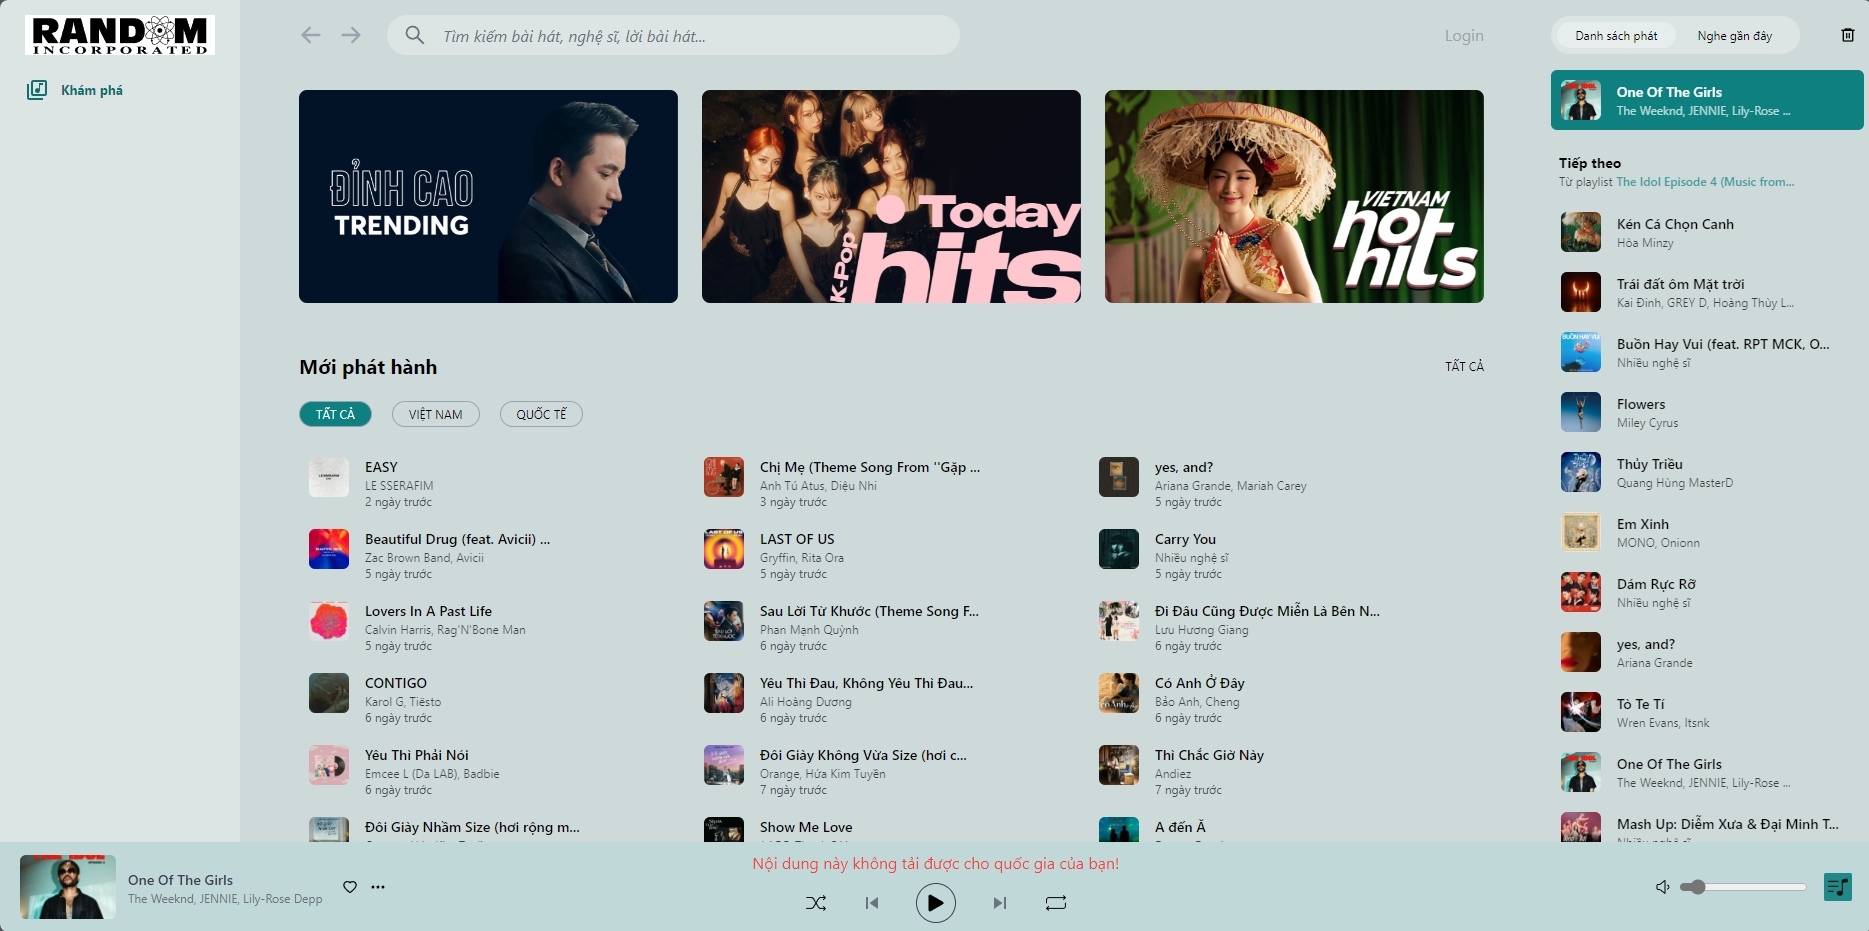 RANDOM
INCORPORATED
Khám phá
Tìm kiếm bài hát, nghệ sĩ, lời bài hát...
Login
ĐỈNH CAO
TRENDING
Today
K-Pop
hits
VIETNAM
hot
hits
Mới phát hành
TẤT CẢ
TẤT CẢ
VIỆT NAM
QUỐC TẾ
EASY
LE SSERAFIM
2 ngày trước
Chị Mẹ (Theme Song From ''Gặp ...
Anh Tú Atus, Diệu Nhi
3 ngày trước
yes, and?
Ariana Grande, Mariah Carey
5 ngày trước
Beautiful Drug (feat. Avicii) ...
Zac Brown Band, Avicii
5 ngày trước
LAST OF US
Gryffin, Rita Ora
5 ngày trước
Carry You
Nhiều nghệ sĩ
5 ngày trước
Lovers In A Past Life
Calvin Harris, Rag'N'Bone Man
5 ngày trước
Sau Lời Từ Khước (Theme Song F...
Phan Mạnh Quỳnh
6 ngày trước
Đi Đâu Cũng Được Miễn Là Bên N...
Lưu Hương Giang
6 ngày trước
CONTIGO
Karol G, Tiësto
6 ngày trước
Yêu Thì Đau, Không Yêu Thì Đau...
Ali Hoàng Dương
6 ngày trước
Có Anh Ở Đây
Bảo Anh, Cheng
6 ngày trước
Yêu Thì Phải Nói
Emcee L (Da LAB), Badbie
6 ngày trước
Đôi Giày Không Vừa Size (hơi c...
Orange, Hứa Kim Tuyền
7 ngày trước
Thì Chắc Giờ Này
Andiez
7 ngày trước
Đôi Giày Nhầm Size (hơi rộng m...
Show Me Love
A đến Ă
Danh sách phát
Nghe gần đây
One Of The Girls
The Weeknd, JENNIE, Lily-Rose ...
Tiếp theo
Từ playlist The Idol Episode 4 (Music from...
Kén Cá Chọn Canh
Hòa Minzy
Trái đất ôm Mặt trời
Kai Đinh, GREY D, Hoàng Thùy L...
Buồn Hay Vui (feat. RPT MCK, O...
Nhiều nghệ sĩ
Flowers
Miley Cyrus
Thủy Triều
Quang Hùng MasterD
Em Xinh
MONO, Onionn
Dám Rực Rỡ
Nhiều nghệ sĩ
yes, and?
Ariana Grande
Tò Te Tí
Wren Evans, Itsnk
One Of The Girls
The Weeknd, JENNIE, Lily-Rose ...
Mash Up: Diễm Xưa & Đại Minh T...
One Of The Girls
The Weeknd, JENNIE, Lily-Rose Depp
Nội dung này không tải được cho quốc gia của bạn!